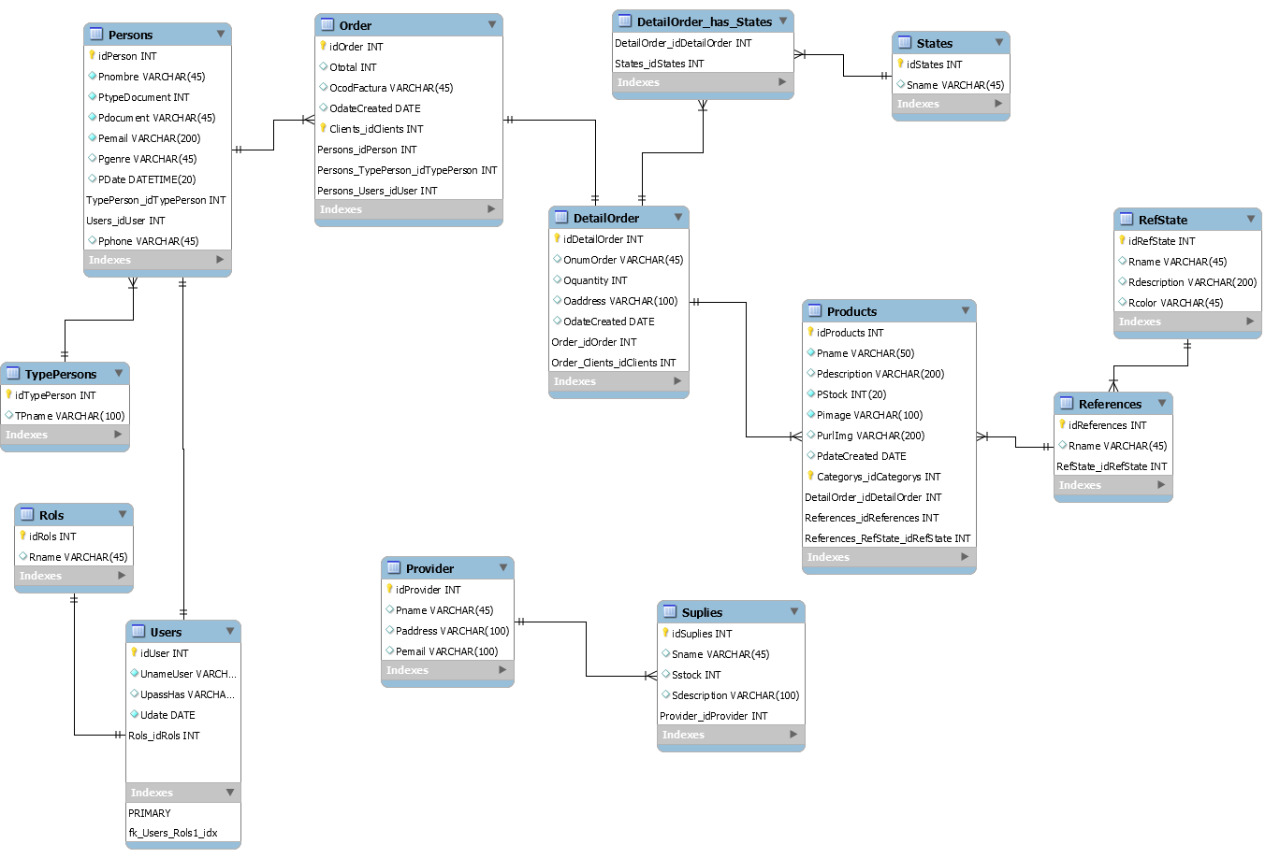 Persons
idPerson INT
Pnombre VARCHAR(45)
PtypeDocument INT
Pdocument VARCHAR(45)
Pemail VARCHAR(200)
Pgenre VARCHAR(45)
PDate DATETIME(20)
TypePerson_idTypePerson INT
Users_idUser INT
Pphone VARCHAR(45)
Indexes
Order
idOrder INT
Ototal INT
OcodFactura VARCHAR(45)
OdateCreated DATE
Clients_idClients INT
Persons_idPerson INT
Persons_TypePerson_idTypePerson INT
Persons_Users_idUser INT
Indexes
DetailOrder_has_States
DetailOrder_idDetailOrder INT
States_idStates INT
Indexes
States
idStates INT
Sname VARCHAR(45)
Indexes
DetailOrder
idDetailOrder INT
OnumOrder VARCHAR(45)
Oquantity INT
Oaddress VARCHAR(100)
OdateCreated DATE
Order_idOrder INT
Order_Clients_idClients INT
Indexes
RefState
idRefState INT
Rname VARCHAR(45)
Rdescription VARCHAR(200)
Rcolor VARCHAR(45)
Indexes
Products
idProducts INT
Pname VARCHAR(50)
Pdescription VARCHAR(200)
PStock INT(20)
Pimage VARCHAR(100)
PurlImg VARCHAR(200)
PdateCreated DATE
Categorys_idCategorys INT
DetailOrder_idDetailOrder INT
References_idReferences INT
References_RefState_idRefState INT
Indexes
References
idReferences INT
Rname VARCHAR(45)
RefState_idRefState INT
Indexes
TypePersons
idTypePerson INT
TPname VARCHAR(100)
Indexes
Rols
idRols INT
Rname VARCHAR(45)
Indexes
Users
idUser INT
UnameUser VARCH...
UpassHas VARCHA...
Udate DATE
Rols_idRols INT
Indexes
PRIMARY
fk_Users_Rols1_idx
Provider
idProvider INT
Pname VARCHAR(45)
Paddress VARCHAR(100)
Pemail VARCHAR(100)
Indexes
Suplies
idSuplies INT
Sname VARCHAR(45)
Sstock INT
Sdescription VARCHAR(100)
Provider_idProvider INT
Indexes